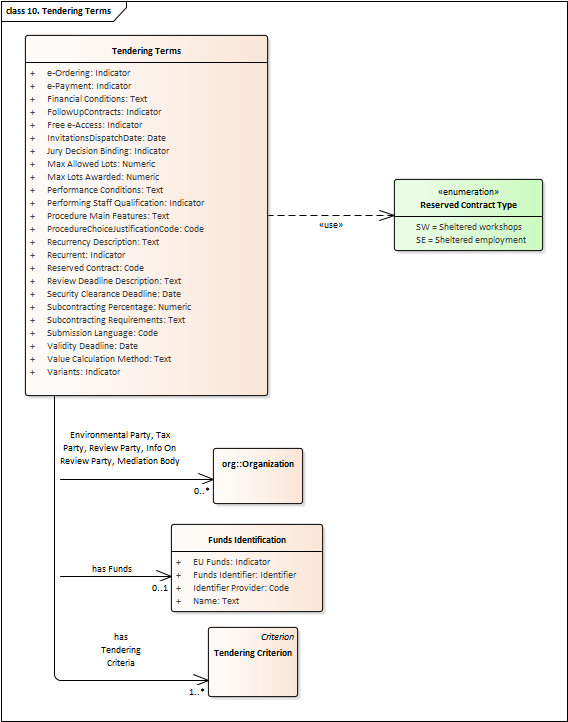 class 10. Tendering Terms
Tendering Terms
+ e-Ordering: Indicator
+ e-Payment: Indicator
+ Financial Conditions: Text
+ FollowUpContracts: Indicator
+ Free e-Access: Indicator
+ InvitationsDispatchDate: Date
+ Jury Decision Binding: Indicator
+ Max Allowed Lots: Numeric
+ Max Lots Awarded: Numeric
+ Performance Conditions: Text
+ Performing Staff Qualification: Indicator
+ Procedure Main Features: Text
+ ProcedureChoiceJustificationCode: Code
+ Recurrency Description: Text
+ Recurrent: Indicator
+ Reserved Contract: Code
+ Review Deadline Description: Text
+ Security Clearance Deadline: Date
+ Subcontracting Percentage: Numeric
+ Subcontracting Requirements: Text
+ Submission Language: Code
+ Validity Deadline: Date
+ Value Calculation Method: Text
+ Variants: Indicator
«use»
«enumeration»
Reserved Contract Type
SW = Sheltered workshops
SE = Sheltered employment
Environmental Party, Tax
Party, Review Party, Info On
Review Party, Mediation Body
0..*
org::Organization
has Funds
0..1
Funds Identification
+ EU Funds: Indicator
+ Funds Identifier: Identifier
+ Identifier Provider: Code
+ Name: Text
has
Tendering
Criteria
1..*
Criterion
Tendering Criterion